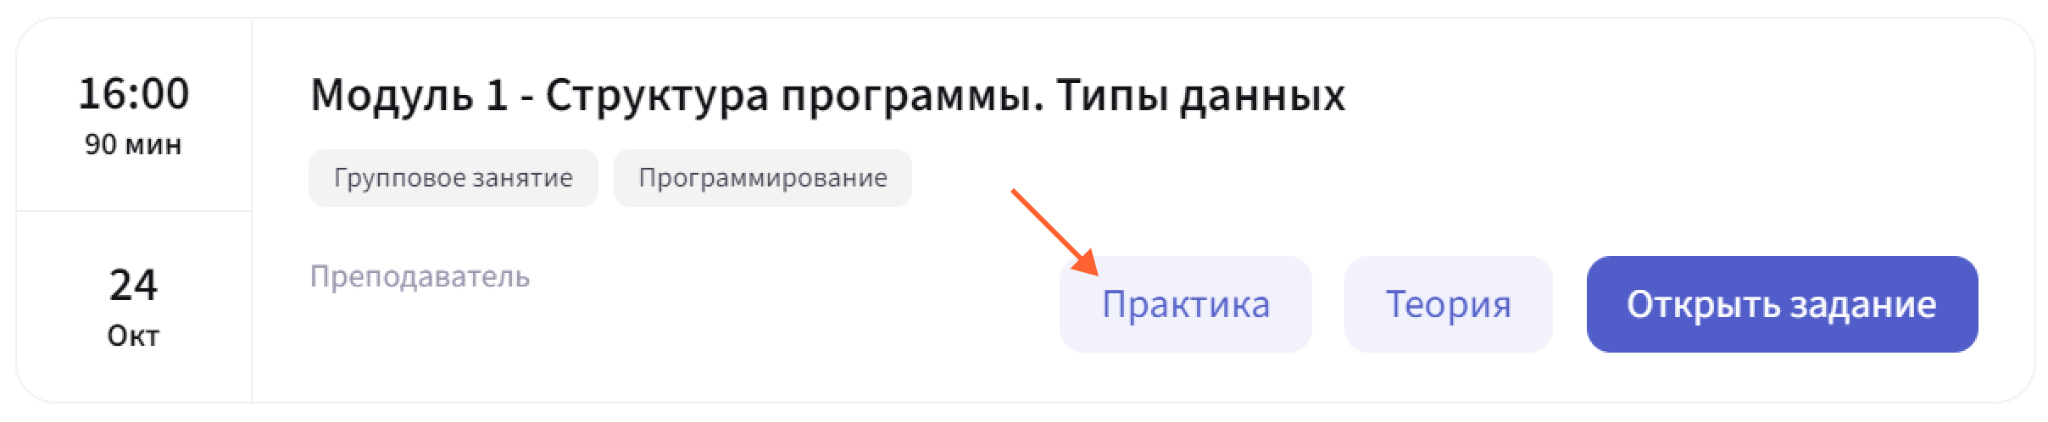 16:00
90 мин
24
Окт
Модуль 1 - Структура программы. Типы данных
Групповое занятие
Программирование
Преподаватель
Практика
Теория
Открыть задание